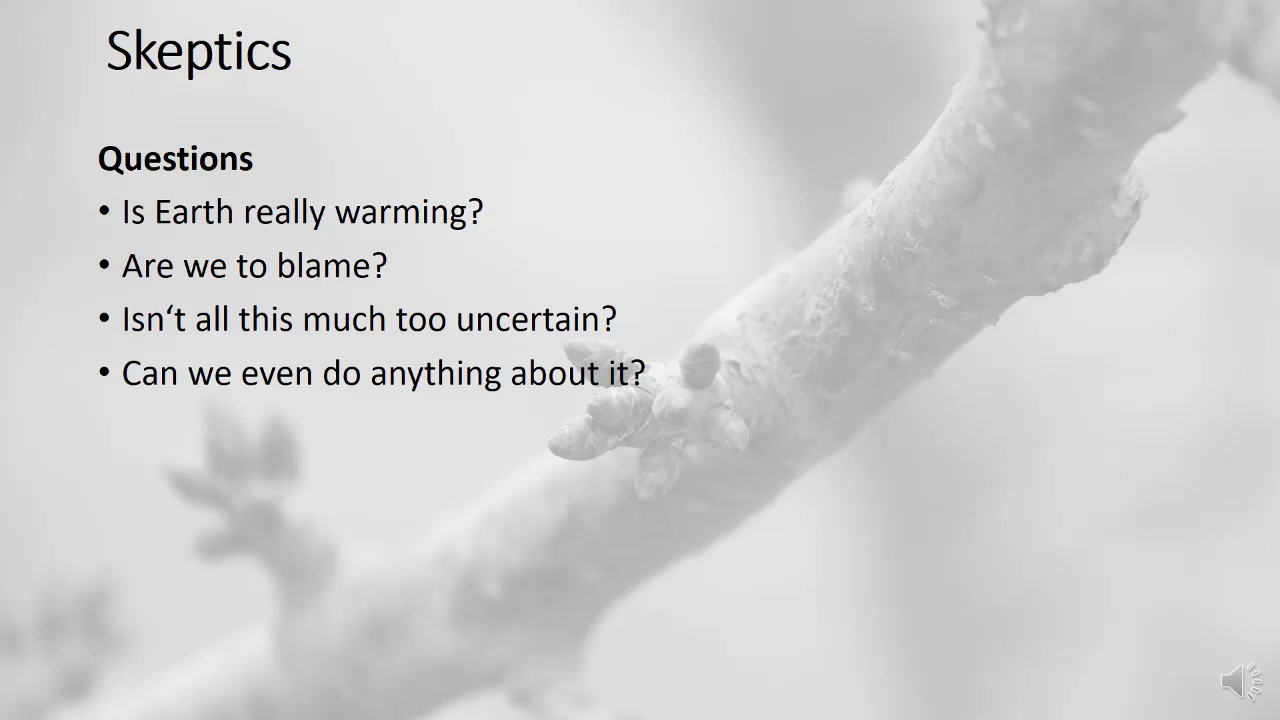 Skeptics
Questions
• Is Earth really warming?
• Are we to blame?
• Isn‘t all this much too uncertain?
• Can we even do anything about it?